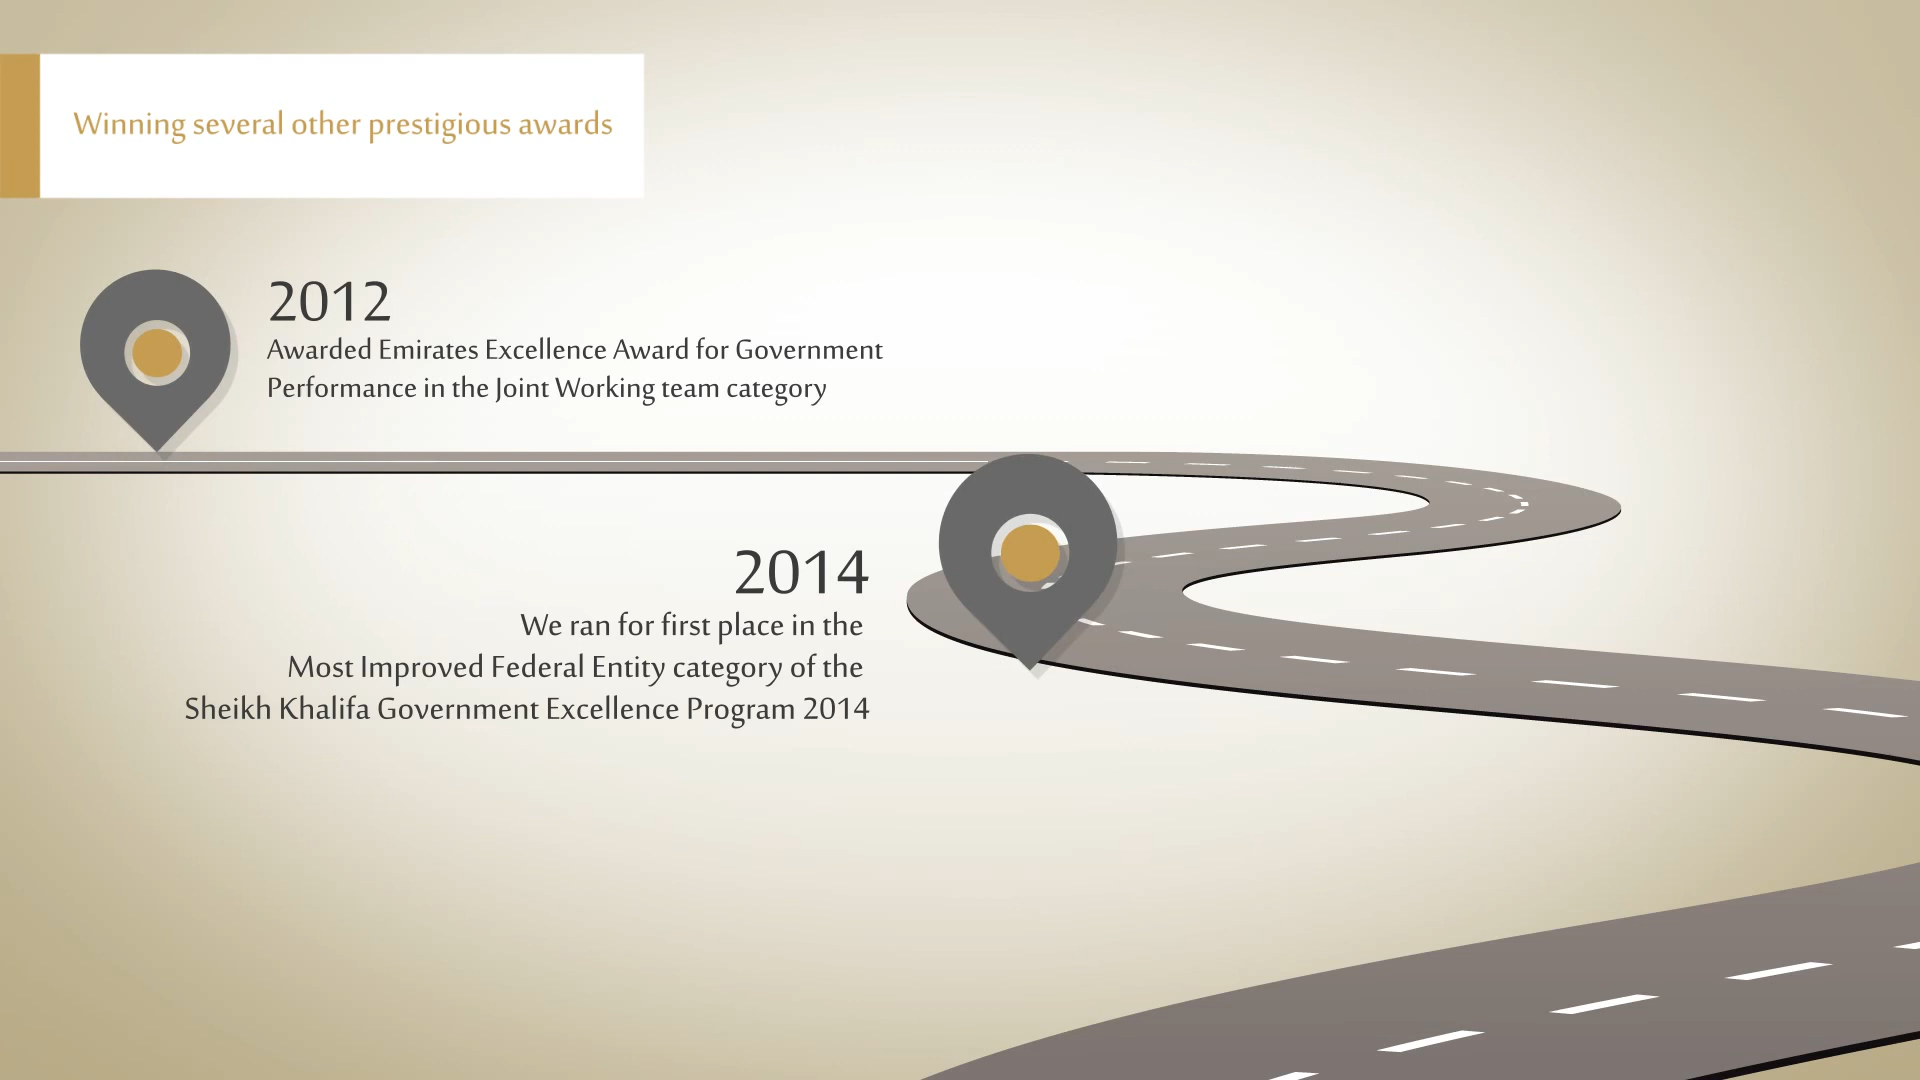 Winning several other prestigious awards
2012
Awarded Emirates Excellence Award for Government
Performance in the Joint Working team category
2014
We ran for first place in the
Most Improved Federal Entity category of the
Sheikh Khalifa Government Excellence Program 2014